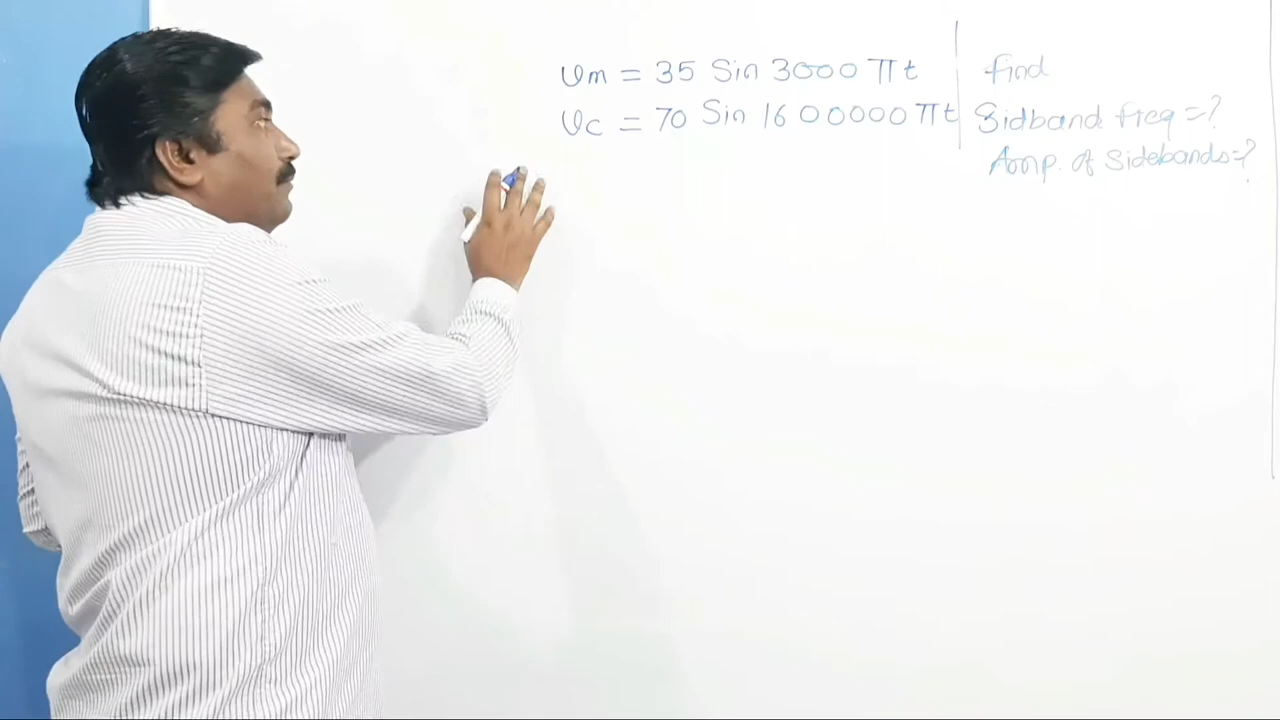 Vm = 35 Sin 3000 πt
Vc = 70 Sin 1600000 πt
find
Sidband freq = ?
Amp. of Sidebands = ?